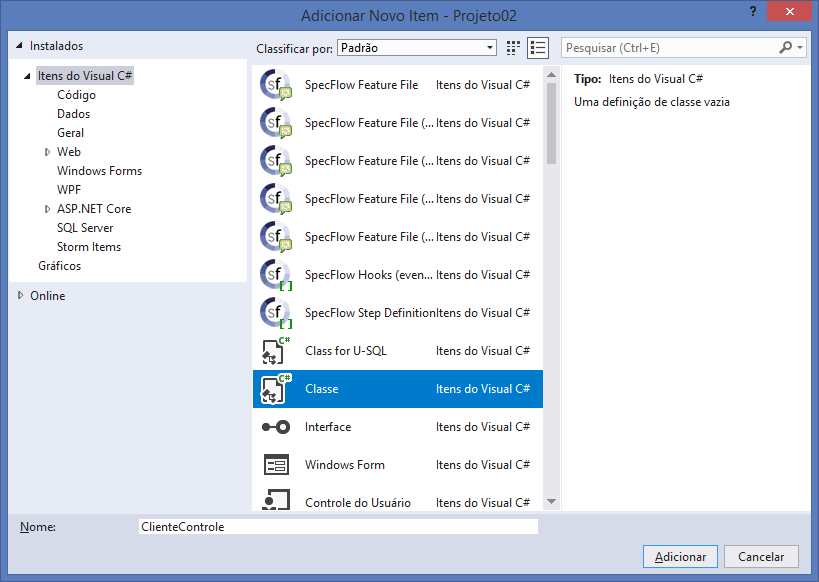 Adicionar Novo Item - Projeto02
?
Instalados
Itens do Visual C#
Código
Dados
Geral
Web
Windows Forms
WPF
ASP.NET Core
SQL Server
Storm Items
Gráficos
Online
Classificar por: Padrão
SpecFlow Feature File Itens do Visual C#
SpecFlow Feature File (... Itens do Visual C#
SpecFlow Feature File (... Itens do Visual C#
SpecFlow Feature File (... Itens do Visual C#
SpecFlow Feature File (... Itens do Visual C#
SpecFlow Hooks (even... Itens do Visual C#
SpecFlow Step Definition Itens do Visual C#
Class for U-SQL Itens do Visual C#
Classe Itens do Visual C#
Interface Itens do Visual C#
Windows Form Itens do Visual C#
Controle do Usuário Itens do Visual C#
Pesquisar (Ctrl+E)
Tipo: Itens do Visual C#
Uma definição de classe vazia
Nome: ClienteControle
Adicionar Cancelar